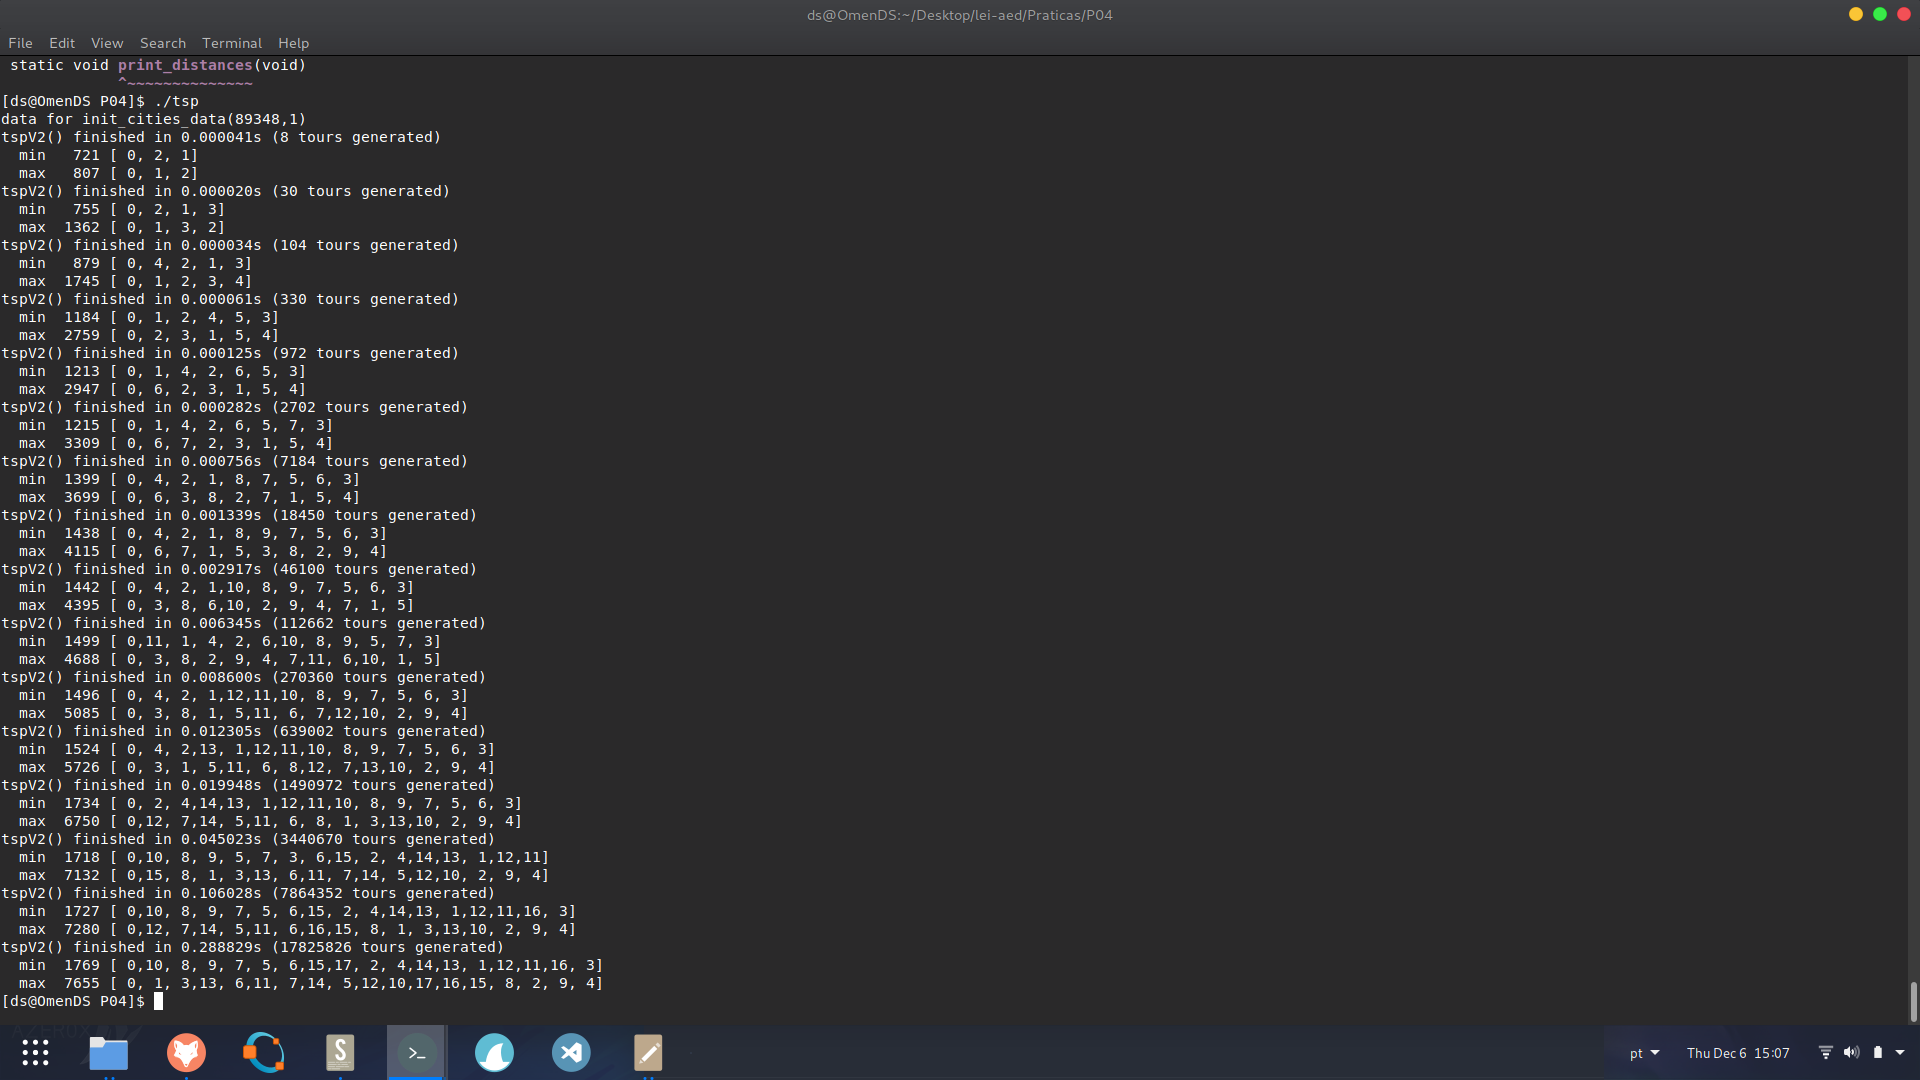 ds@OmenDS:~/Desktop/lei-aed/Praticas/P04
File Edit View Search Terminal Help
static void print_distances(void)
^~~~~~~~~~~~~~~
[ds@OmenDS P04]$ ./tsp
data for init_cities_data(89348,1)
tspV2() finished in 0.000041s (8 tours generated)
  min   721 [ 0, 2, 1]
  max   807 [ 0, 1, 2]
tspV2() finished in 0.000020s (30 tours generated)
  min   755 [ 0, 2, 1, 3]
  max  1362 [ 0, 1, 3, 2]
tspV2() finished in 0.000034s (104 tours generated)
  min   879 [ 0, 4, 2, 1, 3]
  max  1745 [ 0, 1, 2, 3, 4]
tspV2() finished in 0.000061s (330 tours generated)
  min  1184 [ 0, 1, 2, 4, 5, 3]
  max  2759 [ 0, 2, 3, 1, 5, 4]
tspV2() finished in 0.000125s (972 tours generated)
  min  1213 [ 0, 1, 4, 2, 6, 5, 3]
  max  2947 [ 0, 6, 2, 3, 1, 5, 4]
tspV2() finished in 0.000282s (2702 tours generated)
  min  1215 [ 0, 1, 4, 2, 6, 5, 7, 3]
  max  3309 [ 0, 6, 7, 2, 3, 1, 5, 4]
tspV2() finished in 0.000756s (7184 tours generated)
  min  1399 [ 0, 4, 2, 1, 8, 7, 5, 6, 3]
  max  3699 [ 0, 6, 3, 8, 2, 7, 1, 5, 4]
tspV2() finished in 0.001339s (18450 tours generated)
  min  1438 [ 0, 4, 2, 1, 8, 9, 7, 5, 6, 3]
  max  4115 [ 0, 6, 7, 1, 5, 3, 8, 2, 9, 4]
tspV2() finished in 0.002917s (46100 tours generated)
  min  1442 [ 0, 4, 2, 1,10, 8, 9, 7, 5, 6, 3]
  max  4395 [ 0, 3, 8, 6,10, 2, 9, 4, 7, 1, 5]
tspV2() finished in 0.006345s (112662 tours generated)
  min  1499 [ 0,11, 1, 4, 2, 6,10, 8, 9, 5, 7, 3]
  max  4688 [ 0, 3, 8, 2, 9, 4, 7,11, 6,10, 1, 5]
tspV2() finished in 0.008600s (270360 tours generated)
  min  1496 [ 0, 4, 2, 1,12,11,10, 8, 9, 7, 5, 6, 3]
  max  5085 [ 0, 3, 8, 1, 5,11, 6, 7,12,10, 2, 9, 4]
tspV2() finished in 0.012305s (639002 tours generated)
  min  1524 [ 0, 4, 2,13, 1,12,11,10, 8, 9, 7, 5, 6, 3]
  max  5726 [ 0, 3, 1, 5,11, 6, 8,12, 7,13,10, 2, 9, 4]
tspV2() finished in 0.019948s (1490972 tours generated)
  min  1734 [ 0, 2, 4,14,13, 1,12,11,10, 8, 9, 7, 5, 6, 3]
  max  6750 [ 0,12, 7,14, 5,11, 6, 8, 1, 3,13,10, 2, 9, 4]
tspV2() finished in 0.045023s (3440670 tours generated)
  min  1718 [ 0,10, 8, 9, 5, 7, 3, 6,15, 2, 4,14,13, 1,12,11]
  max  7132 [ 0,15, 8, 1, 3,13, 6,11, 7,14, 5,12,10, 2, 9, 4]
tspV2() finished in 0.106028s (7864352 tours generated)
  min  1727 [ 0,10, 8, 9, 7, 5, 6,15, 2, 4,14,13, 1,12,11,16, 3]
  max  7280 [ 0,12, 7,14, 5,11, 6,16,15, 8, 1, 3,13,10, 2, 9, 4]
tspV2() finished in 0.288829s (17825826 tours generated)
  min  1769 [ 0,10, 8, 9, 7, 5, 6,15,17, 2, 4,14,13, 1,12,11,16, 3]
  max  7655 [ 0, 1, 3,13, 6,11, 7,14, 5,12,10,17,16,15, 8, 2, 9, 4]
[ds@OmenDS P04]$
S >_ pt Thu Dec 6 15:07